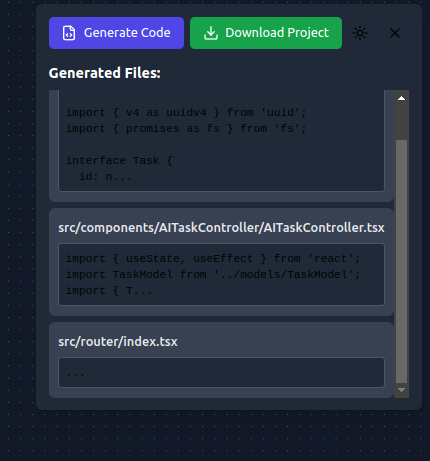 Generate Code
Download Project
Generated Files:
import { v4 as uuidv4 } from 'uuid';
import { promises as fs } from 'fs';
interface Task {
  id: n...
src/components/AITaskController/AITaskController.tsx
import { useState, useEffect } from 'react';
import TaskModel from '../models/TaskModel';
import { T...
src/router/index.tsx
...